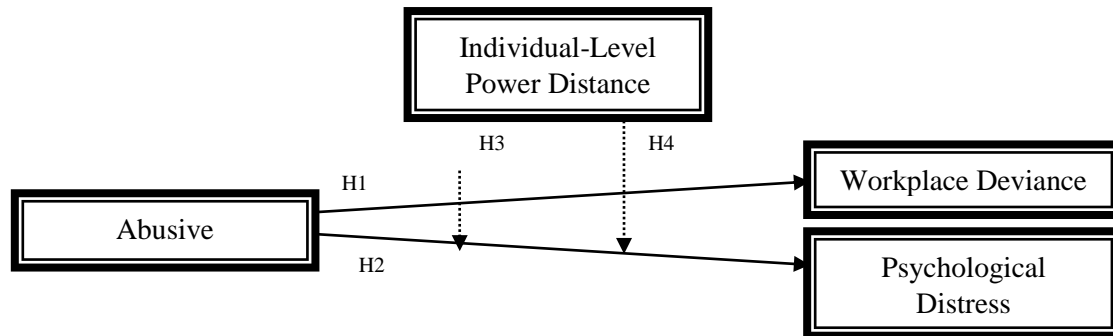 Individual-Level
Power Distance
H3
H4
H1
Workplace Deviance
Abusive
H2
Psychological
Distress